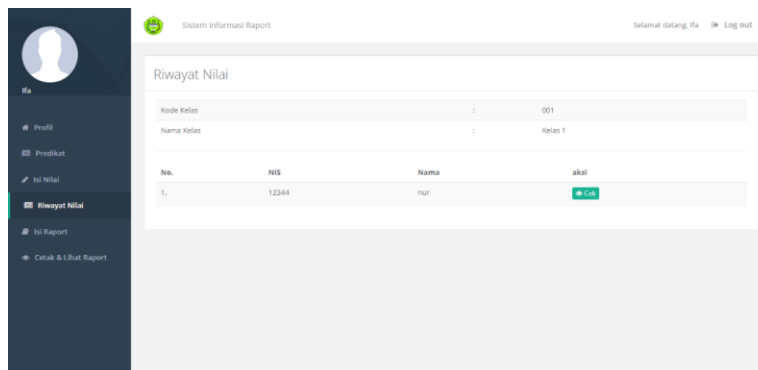 Sistem Informasi Raport
Selamat datang, Ifa
Log out
Ifa
Profil
Predikat
Isi Nilai
Riwayat Nilai
Isi Raport
Cetak & Lihat Raport
Riwayat Nilai
Kode Kelas : 001
Nama Kelas : Kelas 1
No. NIS Nama aksi
1. 12344 nur Cek